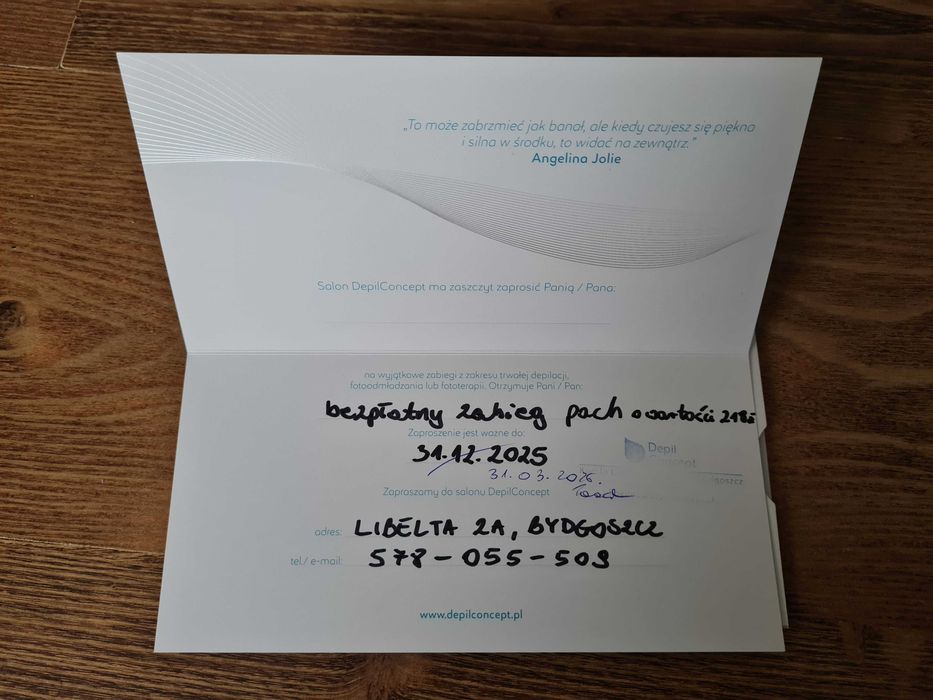 „To może zabrzmieć jak banał, ale kiedy czujesz się piękna
i silna w środku, to widać na zewnątrz.”
Angelina Jolie
Salon DepilConcept ma zaszczyt zaprosić Panią / Pana:
na wyjątkowe zabiegi z zakresu trwałej depilacji,
fotoodmładzania lub fototerapii. Otrzymuje Pani / Pan:
bezpłatny zabieg pach o wartości
Zaproszenie jest ważne do:
31.12.2025
31.03.2026.
Depil
Concept
Zapraszamy do salonu DepilConcept
adres: LIBELTA 2A, BYDGOSZCZ
tel./ e-mail: 578-055-509
www.depilconcept.pl